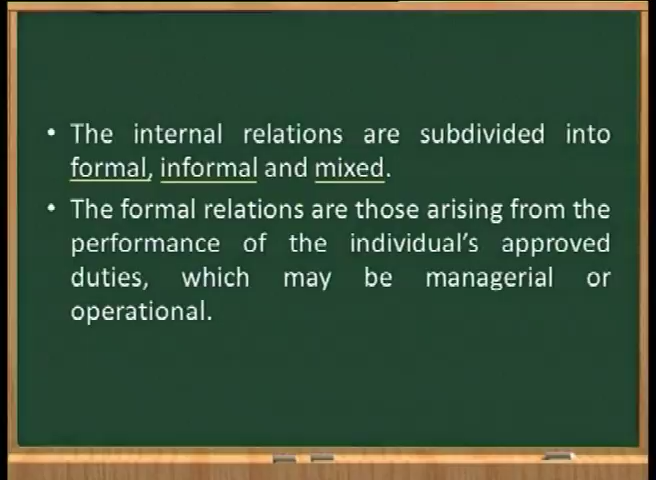 • The internal relations are subdivided into
formal, informal and mixed.
• The formal relations are those arising from the
performance of the individual's approved
duties, which may be managerial or
operational.